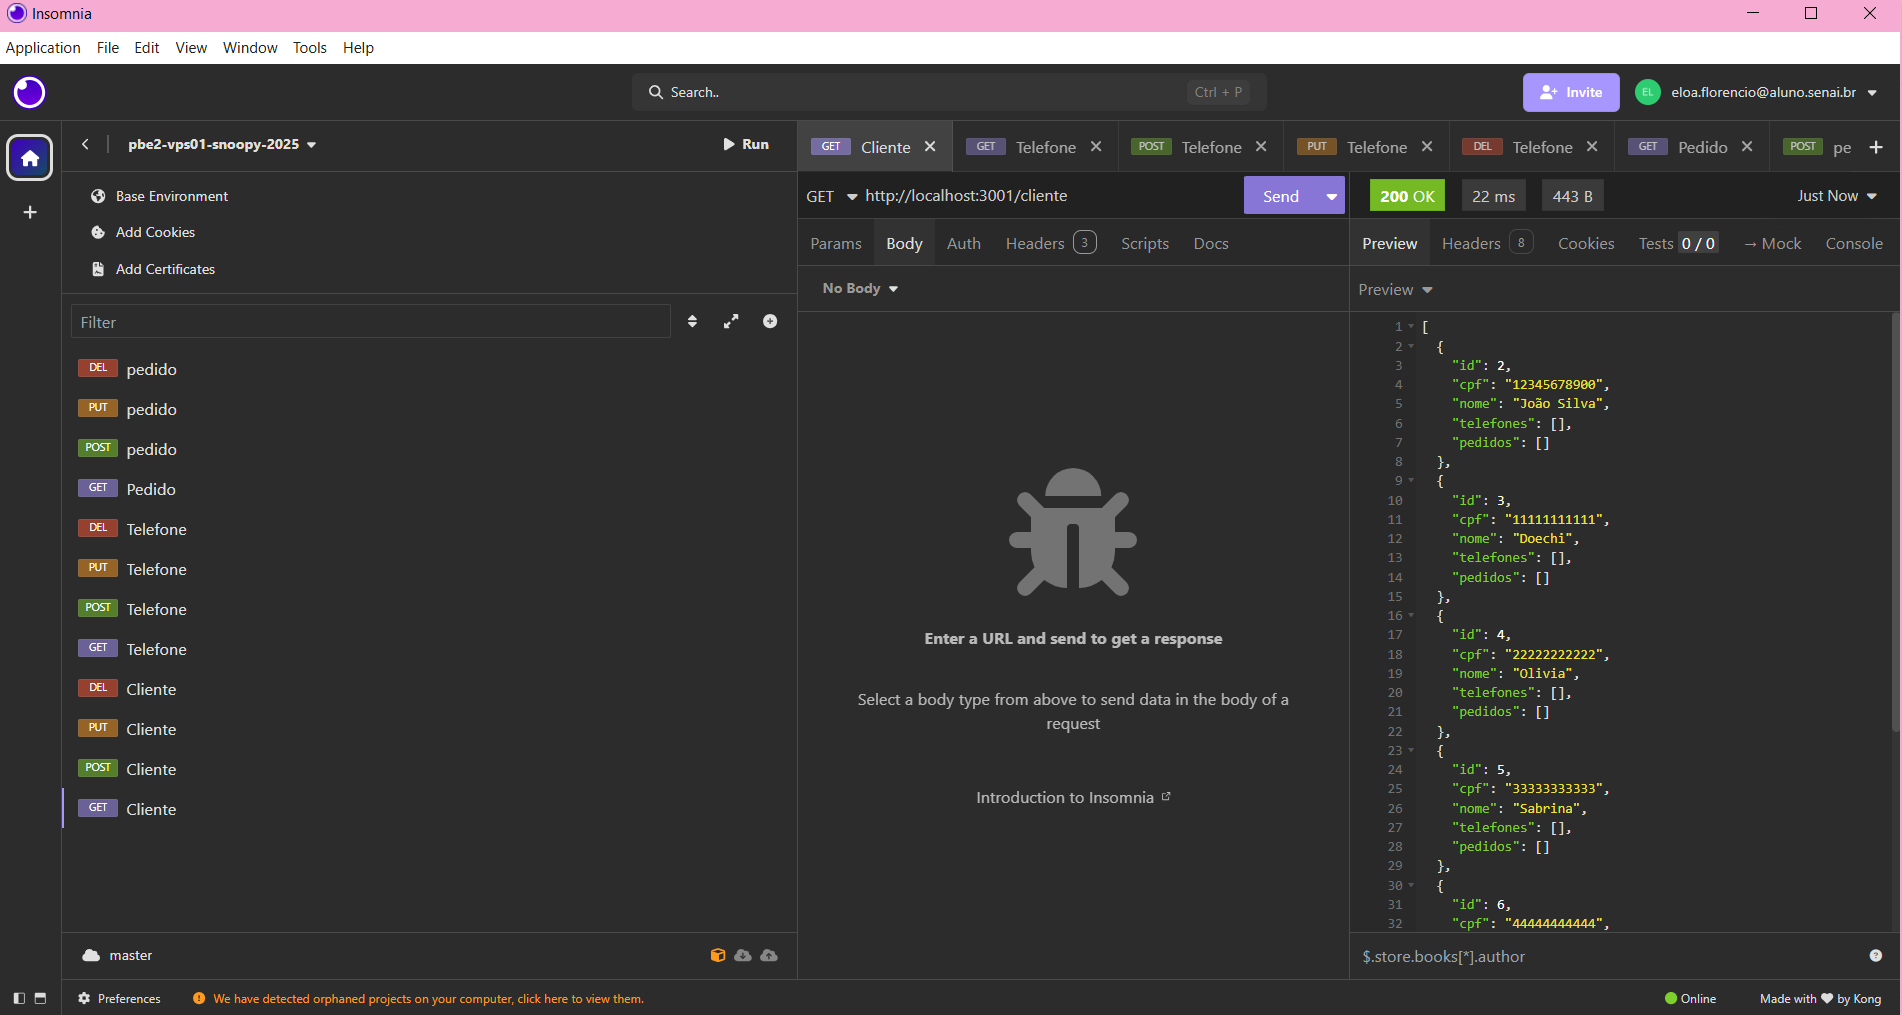 Insomnia
Application File Edit View Window Tools Help
Search.. Ctrl + P
Invite
EL eloa.florencio@aluno.senai.br
pbe2-vps01-snoopy-2025
Run
Base Environment
Add Cookies
Add Certificates
Filter
DEL pedido
PUT pedido
POST pedido
GET Pedido
DEL Telefone
PUT Telefone
POST Telefone
GET Telefone
DEL Cliente
PUT Cliente
POST Cliente
GET Cliente
master
GET Cliente GET Telefone POST Telefone PUT Telefone DEL Telefone GET Pedido POST pe
GET http://localhost:3001/cliente Send
Params Body Auth Headers 3 Scripts Docs
No Body
Enter a URL and send to get a response
Select a body type from above to send data in the body of a
request
Introduction to Insomnia
200 OK 22 ms 443 B Just Now
Preview Headers 8 Cookies Tests 0 / 0 → Mock Console
Preview
1 [
2 {
3 "id": 2,
4 "cpf": "12345678900",
5 "nome": "João Silva",
6 "telefones": [],
7 "pedidos": []
8 },
9 {
10 "id": 3,
11 "cpf": "11111111111",
12 "nome": "Doechi",
13 "telefones": [],
14 "pedidos": []
15 },
16 {
17 "id": 4,
18 "cpf": "22222222222",
19 "nome": "Olivia",
20 "telefones": [],
21 "pedidos": []
22 },
23 {
24 "id": 5,
25 "cpf": "33333333333",
26 "nome": "Sabrina",
27 "telefones": [],
28 "pedidos": []
29 },
30 {
31 "id": 6,
32 "cpf": "44444444444",
$.store.books[*].author
Preferences
We have detected orphaned projects on your computer, click here to view them.
Online
Made with ♥ by Kong